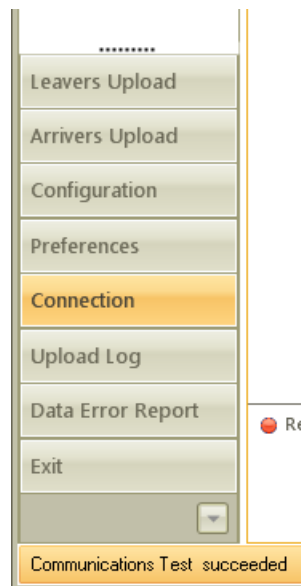 Leavers Upload
Arrivers Upload
Configuration
Preferences
Connection
Upload Log
Data Error Report
Exit
Communications Test succeeded